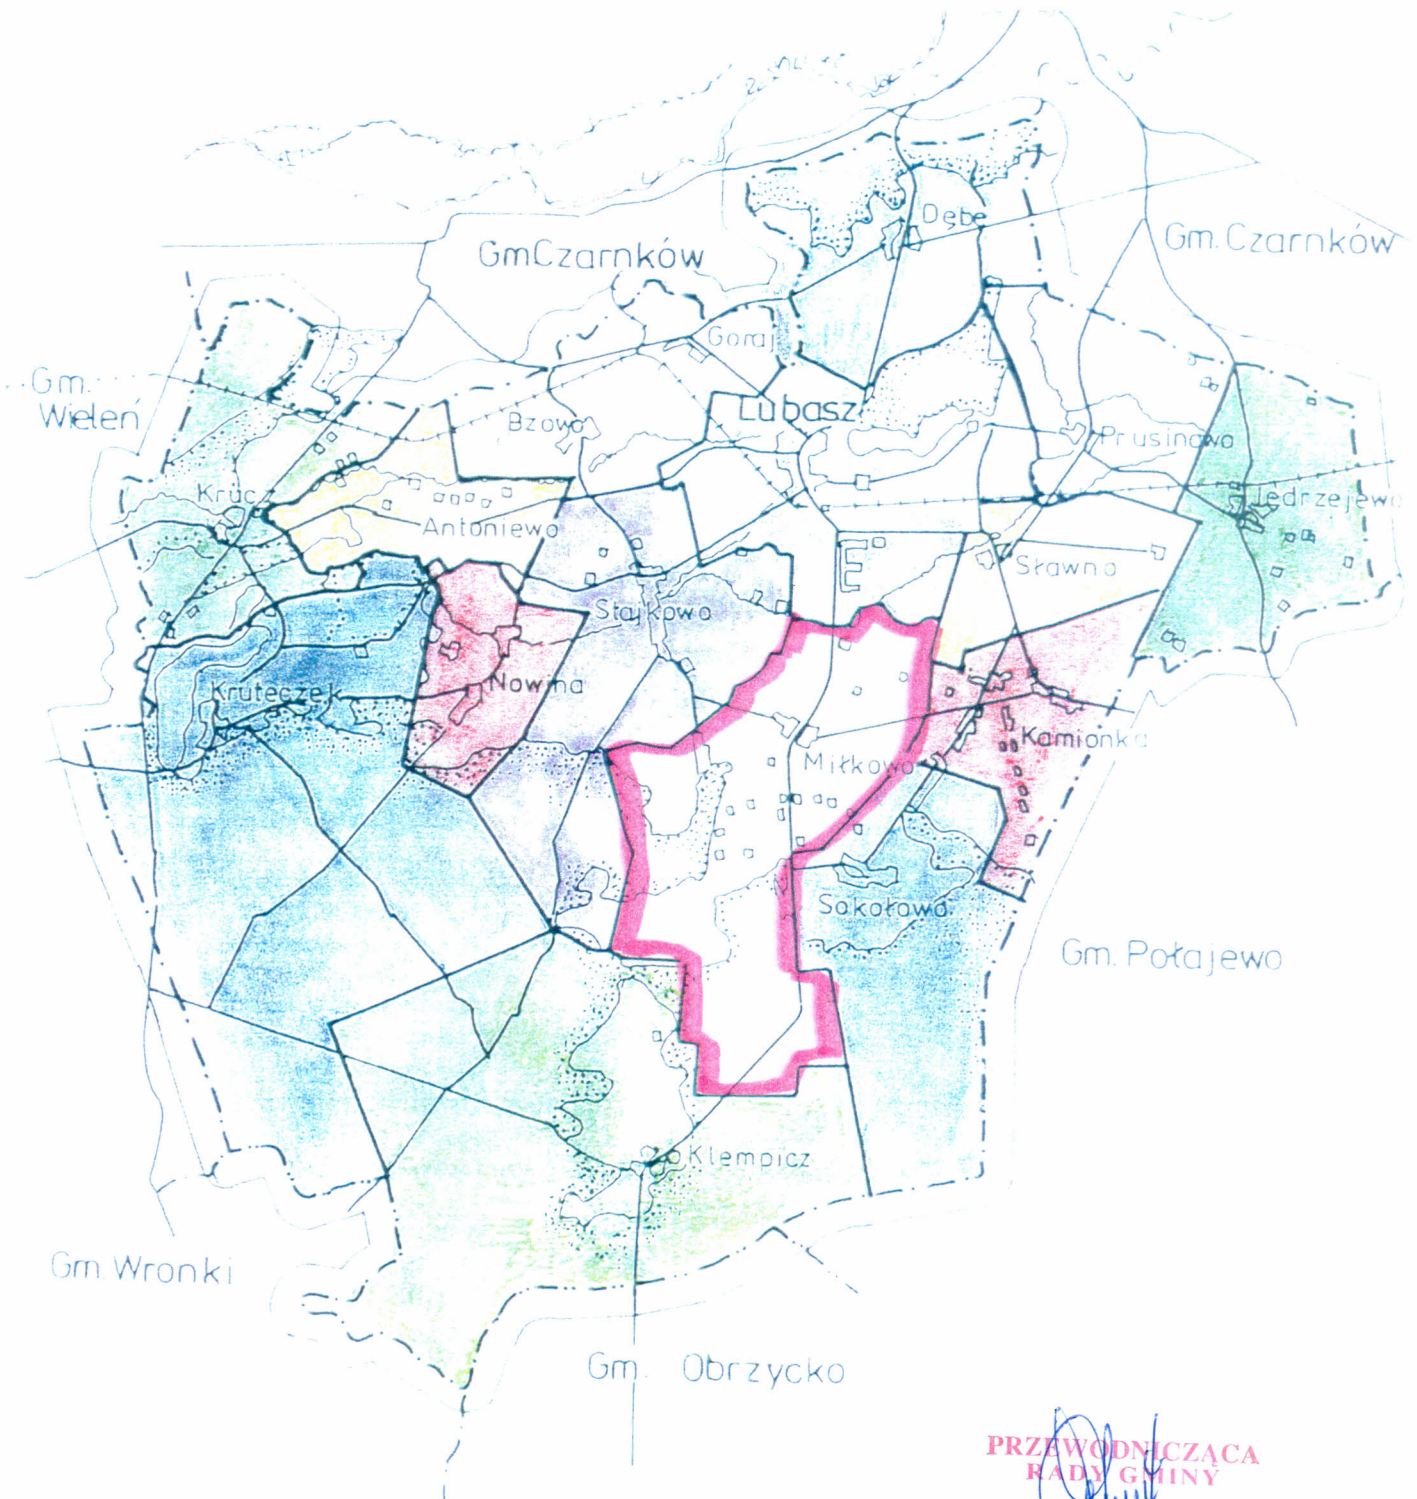 Dębe
Gm Czarnków
Gm. Czarnków
Goraj
Gm.
Wieleń
Lubasz
Bzowo
Prusinowo
Krucz
Jędrzejewo
Antoniewo
Sławno
Stajkowo
Kruteczek
Nowina
Kamionka
Miłkowo
Sokołowo
Gm. Połajewo
Klempicz
Gm. Wronki
Gm. Obrzycko
PRZEWODNICZĄCA
RADY GMINY